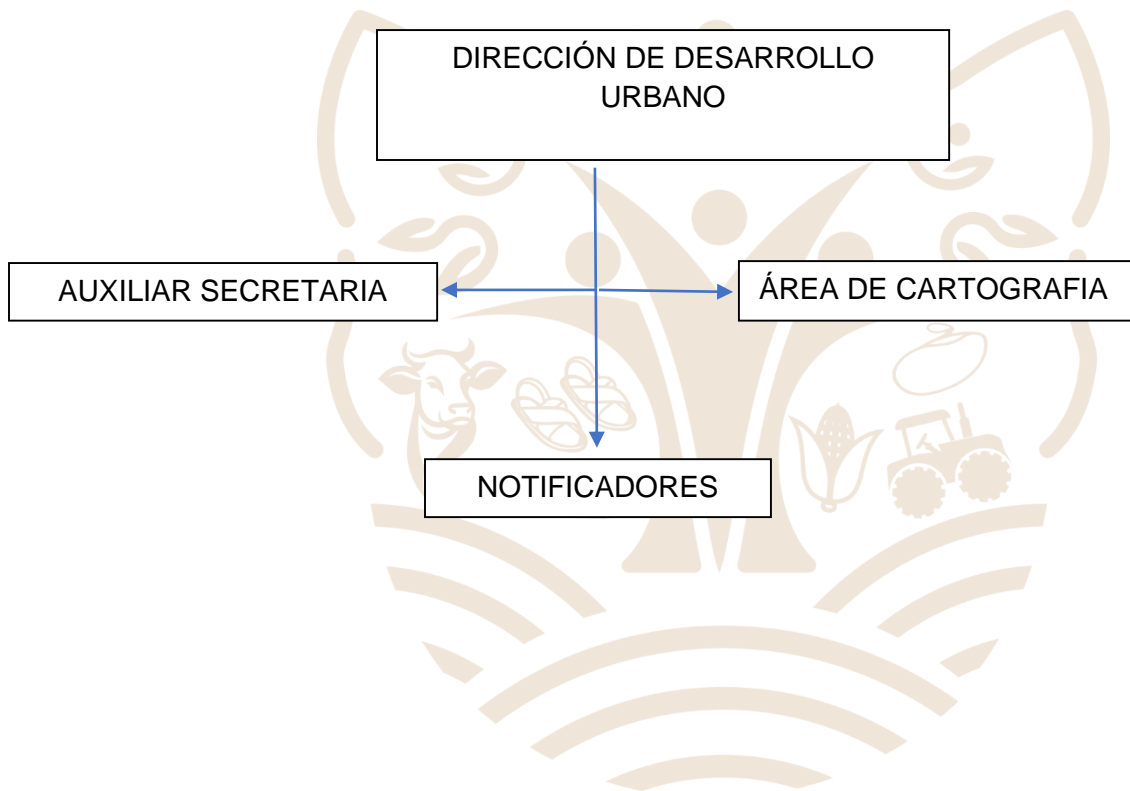 DIRECCIÓN DE DESARROLLO
URBANO
AUXILIAR SECRETARIA
ÁREA DE CARTOGRAFIA
NOTIFICADORES